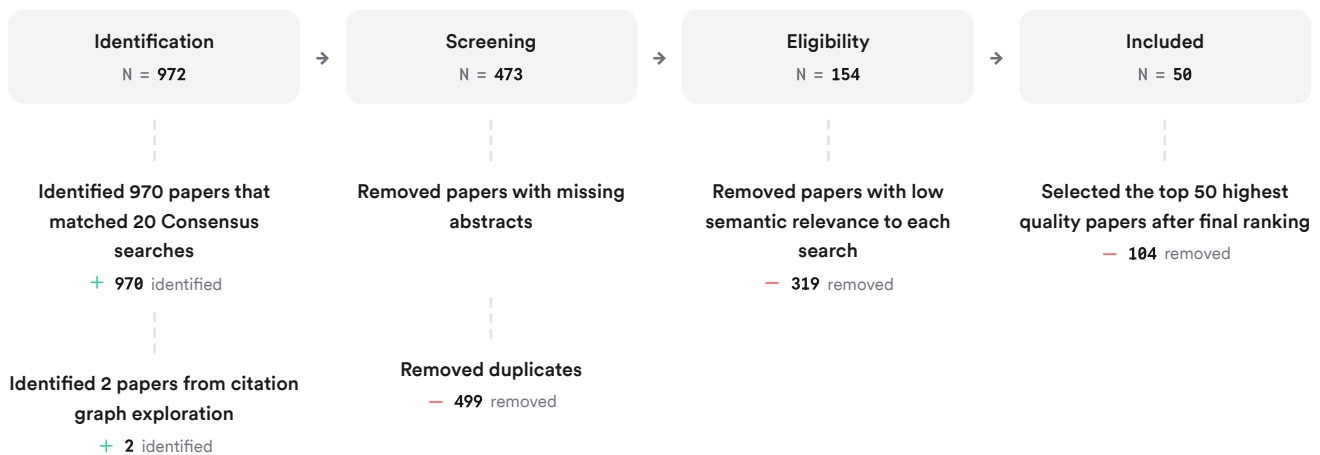 Identification
N = 972
→
Screening
N = 473
→
Eligibility
N = 154
→
Included
N = 50
Identified 970 papers that
matched 20 Consensus
searches
+ 970 identified
Identified 2 papers from citation
graph exploration
+ 2 identified
Removed papers with missing
abstracts
Removed duplicates
— 499 removed
Removed papers with low
semantic relevance to each
search
— 319 removed
Selected the top 50 highest
quality papers after final ranking
— 104 removed